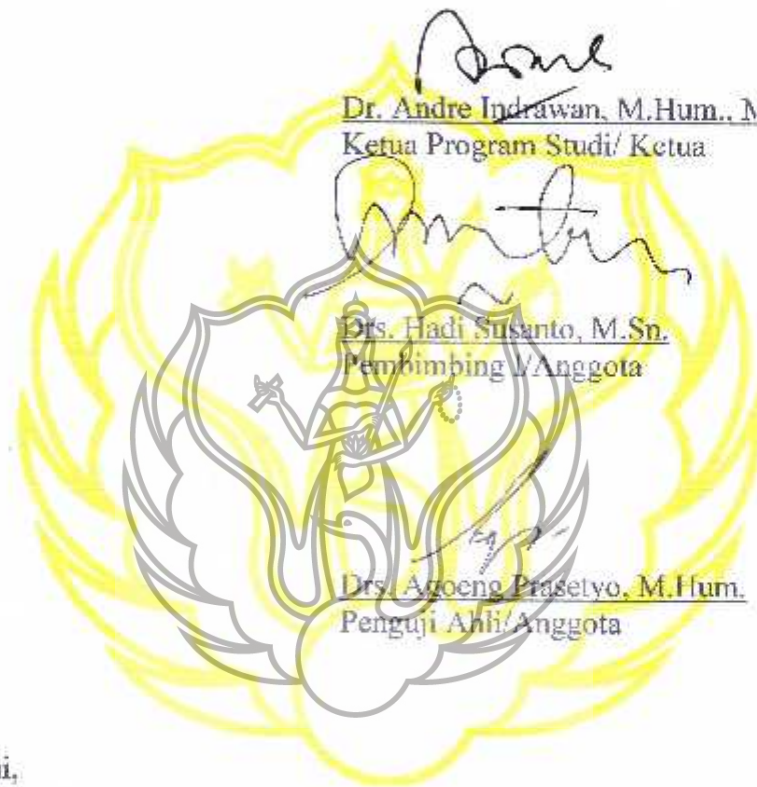 Dr. Andre Indrawan, M.Hum., M
Ketua Program Studi/ Ketua
Drs. Hadi Susanto, M.Sn.
Pembimbing I/Anggota
Drs. Agoeng Prasetyo, M.Hum.
Penguji Ahli/Anggota
i,